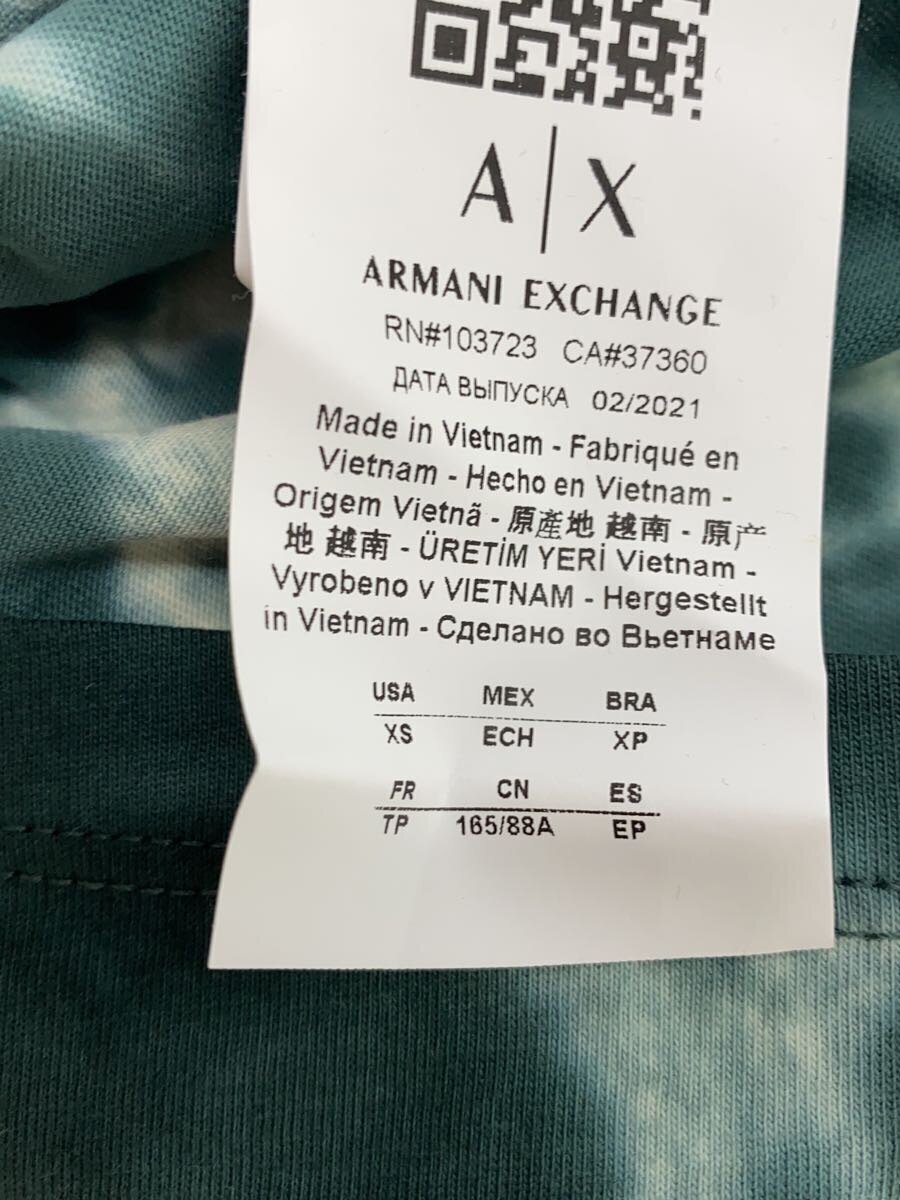 A|X
ARMANI EXCHANGE
RN#103723 CA#37360
ДАТА ВЫПУСКА 02/2021
Made in Vietnam - Fabriqué en
Vietnam - Hecho en Vietnam -
Origem Vietnã - 原產地 越南 - 原产
地 越南 - ÜRETİM YERİ Vietnam -
Vyrobeno v VIETNAM - Hergestellt
in Vietnam - Сделано во Вьетнаме
USA MEX BRA
XS ECH XP
FR CN ES
TP 165/88A EP